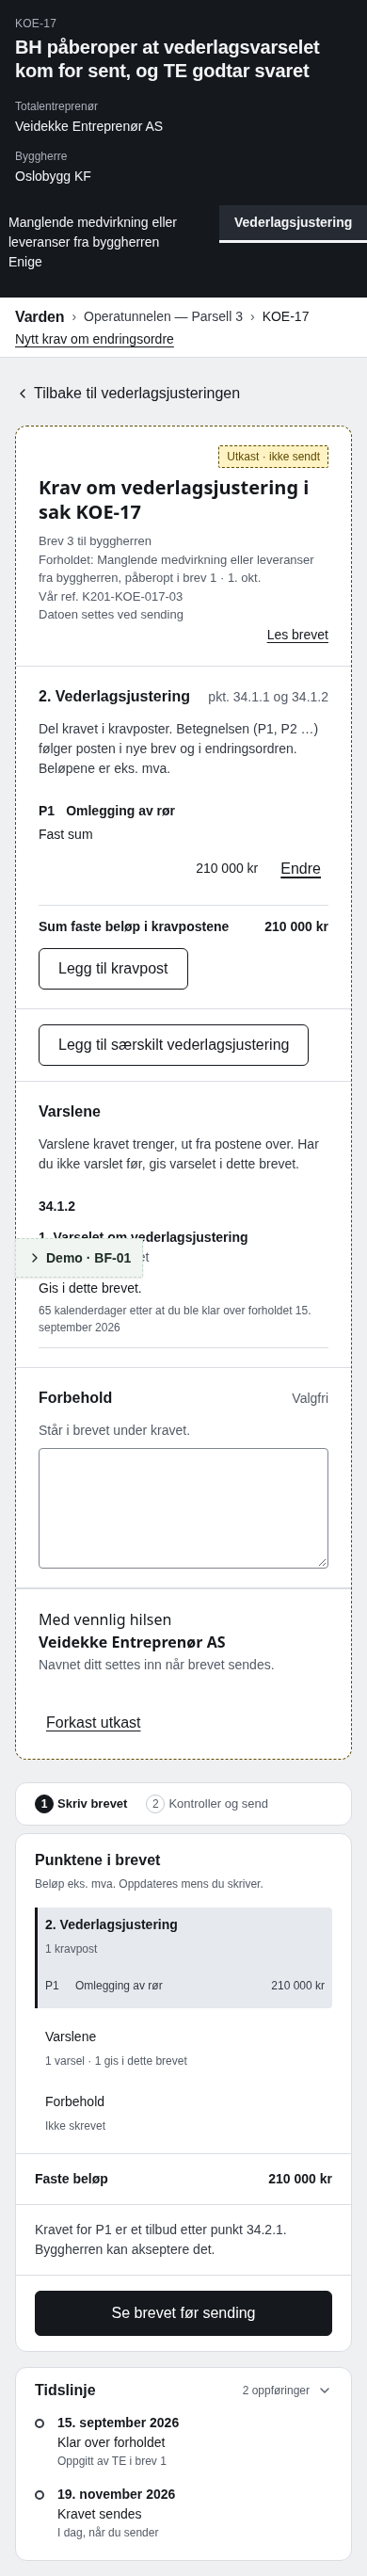 KOE-17
BH påberoper at vederlagsvarselet
kom for sent, og TE godtar svaret
Totalentreprenør
Veidekke Entreprenør AS
Byggherre
Oslobygg KF
Manglende medvirkning eller
leveranser fra byggherren
Enige
Vederlagsjustering
Varden › Operatunnelen — Parsell 3 › KOE-17
Nytt krav om endringsordre
Tilbake til vederlagsjusteringen
Utkast · ikke sendt
Krav om vederlagsjustering i
sak KOE-17
Brev 3 til byggherren
Forholdet: Manglende medvirkning eller leveranser
fra byggherren, påberopt i brev 1 · 1. okt.
Vår ref. K201-KOE-017-03
Datoen settes ved sending
Les brevet
2. Vederlagsjustering pkt. 34.1.1 og 34.1.2
Del kravet i kravposter. Betegnelsen (P1, P2 …)
følger posten i nye brev og i endringsordren.
Beløpene er eks. mva.
P1 Omlegging av rør
Fast sum
210 000 kr Endre
Sum faste beløp i kravpostene 210 000 kr
Legg til kravpost
Legg til særskilt vederlagsjustering
Varslene
Varslene kravet trenger, ut fra postene over. Har
du ikke varslet før, gis varselet i dette brevet.
34.1.2
1. Varselet om vederlagsjustering
Demo · BF-01
Gis i dette brevet.
65 kalenderdager etter at du ble klar over forholdet 15.
september 2026
Forbehold Valgfri
Står i brevet under kravet.
Med vennlig hilsen
Veidekke Entreprenør AS
Navnet ditt settes inn når brevet sendes.
Forkast utkast
1 Skriv brevet 2 Kontroller og send
Punktene i brevet
Beløp eks. mva. Oppdateres mens du skriver.
2. Vederlagsjustering
1 kravpost
P1 Omlegging av rør 210 000 kr
Varslene
1 varsel · 1 gis i dette brevet
Forbehold
Ikke skrevet
Faste beløp 210 000 kr
Kravet for P1 er et tilbud etter punkt 34.2.1.
Byggherren kan akseptere det.
Se brevet før sending
Tidslinje 2 oppføringer
15. september 2026
Klar over forholdet
Oppgitt av TE i brev 1
19. november 2026
Kravet sendes
I dag, når du sender